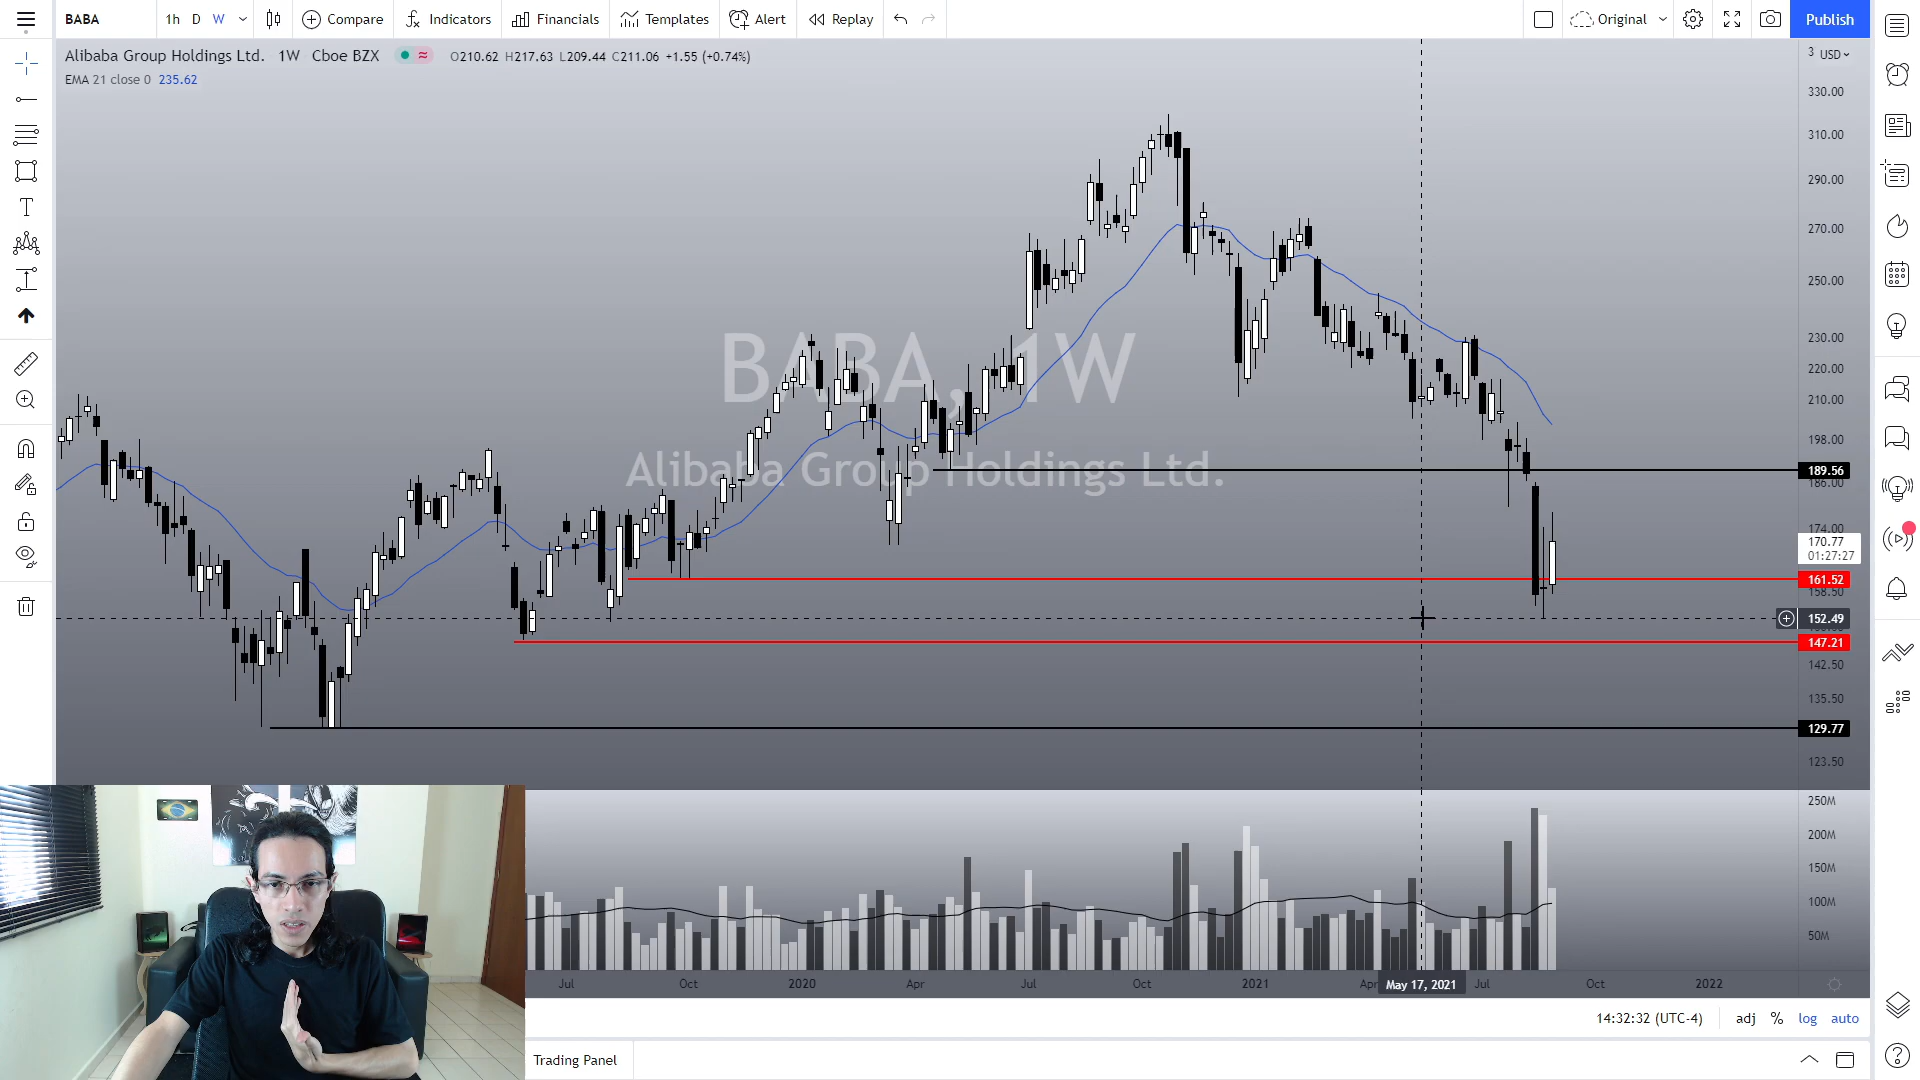 BABA 1h D W Compare Indicators Financials Templates Alert Replay Original Publish
Alibaba Group Holdings Ltd. 1W Cboe BZX O210.62 H217.63 L209.44 C211.06 +1.55 (+0.74%)
EMA 21 close 0 235.62
3 USD
330.00
310.00
290.00
270.00
250.00
230.00
220.00
210.00
198.00
189.56
186.00
174.00
170.77
01:27:27
161.52
158.50
152.49
147.21
142.50
135.50
129.77
123.50
BABA, 1W
Alibaba Group Holdings Ltd.
250M
200M
150M
100M
50M
Jul Oct 2020 Apr Jul Oct 2021 Apr May 17, 2021 Jul Oct 2022
14:32:32 (UTC-4) adj % log auto
Trading Panel